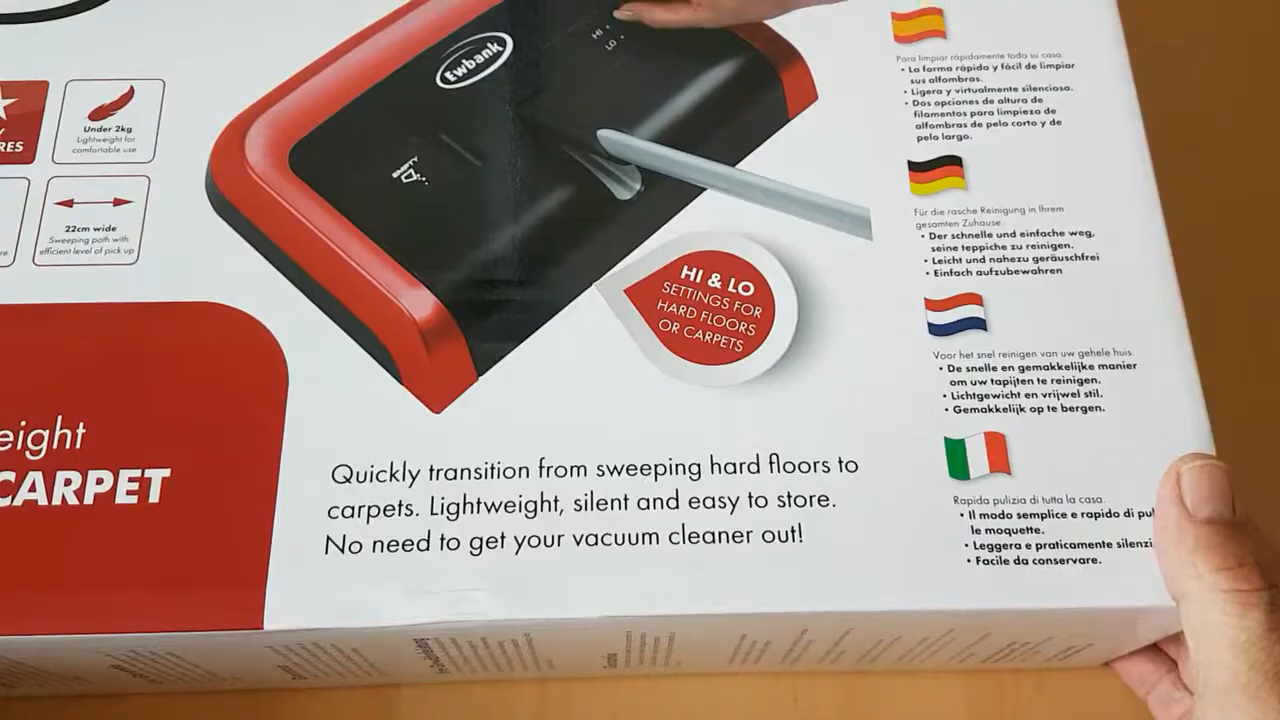 RES
Under 2kg
Lightweight for
comfortable use
22cm wide
Sweeping path with
efficient level of pick up
re
Ewbank
HI
LO
EMPTY
HI & LO
SETTINGS FOR
HARD FLOORS
OR CARPETS
eight
CARPET
Quickly transition from sweeping hard floors to
carpets. Lightweight, silent and easy to store.
No need to get your vacuum cleaner out!
Para limpiar rápidamente toda su casa
• La forma rápida y fácil de limpiar
sus alfombras.
• Ligera y virtualmente silenciosa.
• Dos opciones de altura de
filamentos para limpieza de
alfombras de pelo corto y de
pelo largo.
Für die rasche Reinigung in Ihrem
gesamten Zuhause.
• Der schnelle und einfache weg,
seine teppiche zu reinigen.
• Leicht und nahezu geräuschfrei
• Einfach aufzubewahren
Voor het snel reinigen van uw gehele huis.
• De snelle en gemakkelijke manier
om uw tapijten te reinigen.
• Lichtgewicht en vrijwel stil.
• Gemakkelijk op te bergen.
Rapida pulizia di tutta la casa.
• Il modo semplice e rapido di pul
le moquette.
• Leggera e praticamente silenzi
• Facile da conservare.